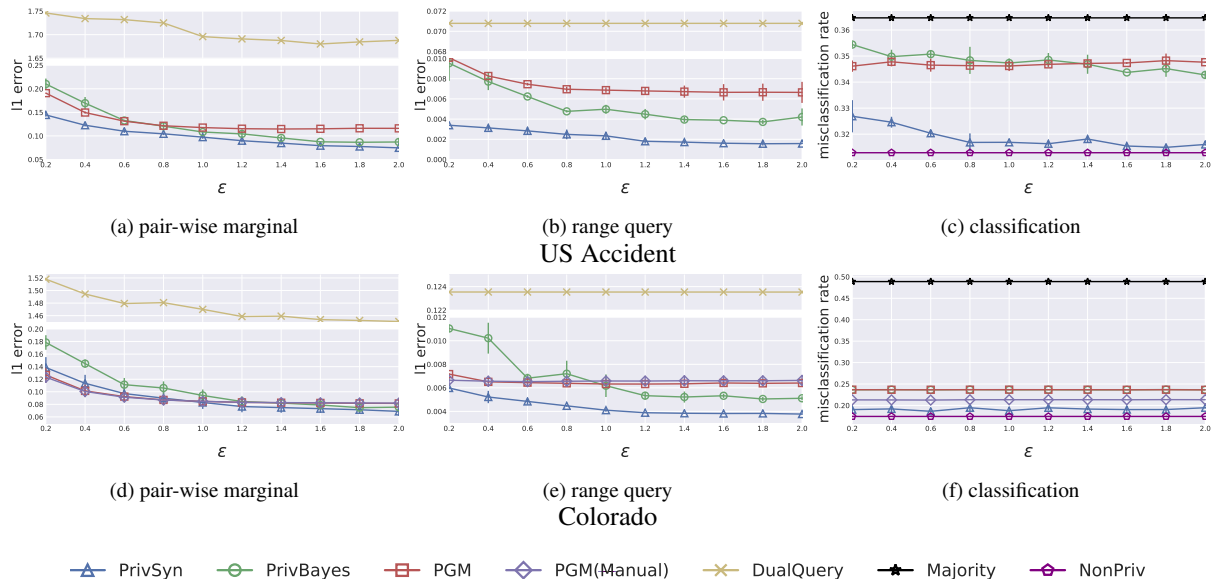 1.75
1.70
1.65
0.25
0.20
0.15
0.10
0.05
l1 error
0.2 0.4 0.6 0.8 1.0 1.2 1.4 1.6 1.8 2.0
ε
(a) pair-wise marginal
0.072
0.070
0.068
0.010
0.008
0.006
0.004
0.002
0.000
l1 error
0.2 0.4 0.6 0.8 1.0 1.2 1.4 1.6 1.8 2.0
ε
(b) range query
0.36
0.35
0.34
0.33
0.32
misclassification rate
0.2 0.4 0.6 0.8 1.0 1.2 1.4 1.6 1.8 2.0
ε
(c) classification
US Accident
1.52
1.50
1.48
1.46
0.20
0.18
0.16
0.14
0.12
0.10
0.08
0.06
l1 error
0.2 0.4 0.6 0.8 1.0 1.2 1.4 1.6 1.8 2.0
ε
(d) pair-wise marginal
0.124
0.122
0.012
0.010
0.008
0.006
0.004
l1 error
0.2 0.4 0.6 0.8 1.0 1.2 1.4 1.6 1.8 2.0
ε
(e) range query
0.50
0.45
0.40
0.35
0.30
0.25
0.20
misclassification rate
0.2 0.4 0.6 0.8 1.0 1.2 1.4 1.6 1.8 2.0
ε
(f) classification
Colorado
PrivSyn PrivBayes PGM PGM(Manual) DualQuery Majority NonPriv